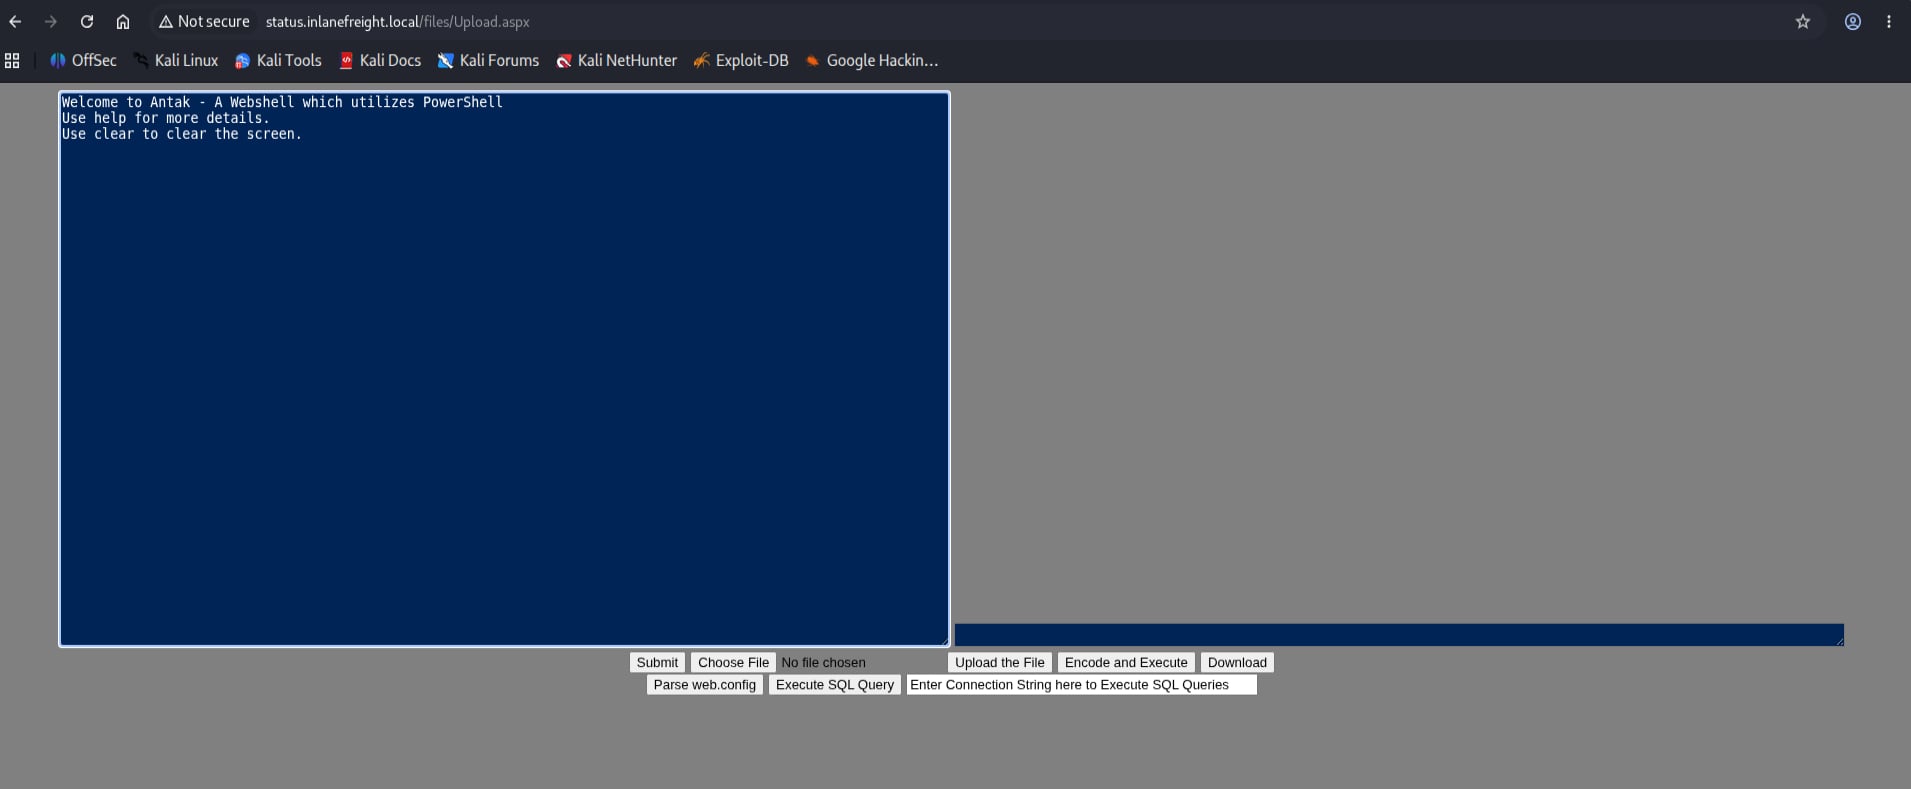 Not secure status.inlanefreight.local/files/Upload.aspx
OffSec Kali Linux Kali Tools Kali Docs Kali Forums Kali NetHunter Exploit-DB Google Hackin...
Welcome to Antak - A Webshell which utilizes PowerShell
Use help for more details.
Use clear to clear the screen.
Submit Choose File No file chosen Upload the File Encode and Execute Download
Parse web.config Execute SQL Query Enter Connection String here to Execute SQL Queries